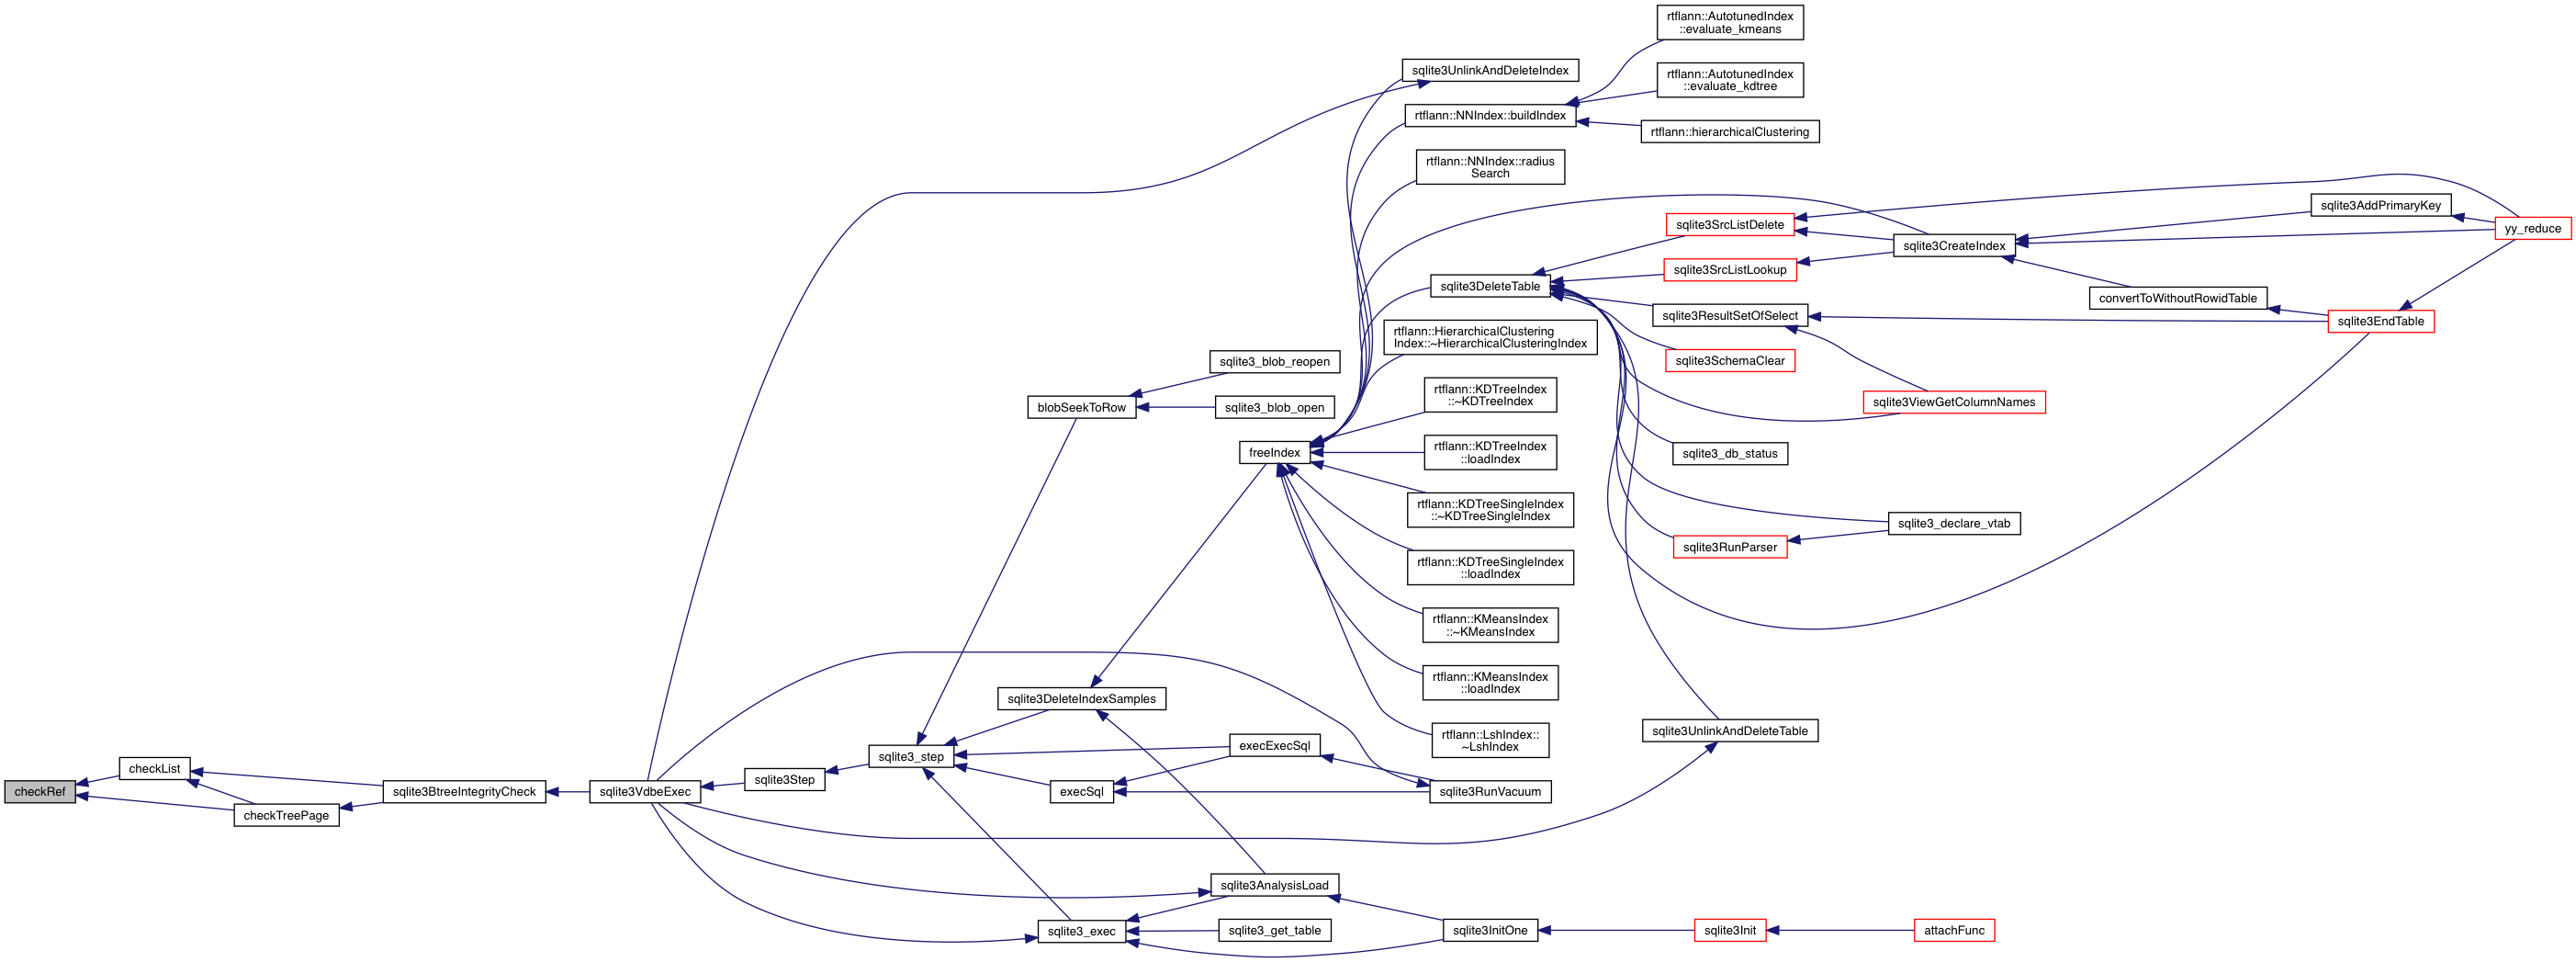 checkRef
checkList
checkTreePage
sqlite3BtreeIntegrityCheck
sqlite3VdbeExec
sqlite3Step
sqlite3_step
blobSeekToRow
sqlite3_blob_reopen
sqlite3_blob_open
sqlite3DeleteIndexSamples
execExecSql
execSql
sqlite3RunVacuum
sqlite3AnalysisLoad
sqlite3_exec
sqlite3_get_table
sqlite3InitOne
sqlite3Init
attachFunc
freeIndex
sqlite3UnlinkAndDeleteIndex
rtflann::NNIndex::buildIndex
rtflann::AutotunedIndex
::evaluate_kmeans
rtflann::AutotunedIndex
::evaluate_kdtree
rtflann::hierarchicalClustering
rtflann::NNIndex::radius
Search
sqlite3DeleteTable
rtflann::HierarchicalClustering
Index::~HierarchicalClusteringIndex
rtflann::KDTreeIndex
::~KDTreeIndex
rtflann::KDTreeIndex
::loadIndex
rtflann::KDTreeSingleIndex
::~KDTreeSingleIndex
rtflann::KDTreeSingleIndex
::loadIndex
rtflann::KMeansIndex
::~KMeansIndex
rtflann::KMeansIndex
::loadIndex
rtflann::LshIndex::
~LshIndex
sqlite3SrcListDelete
sqlite3SrcListLookup
sqlite3ResultSetOfSelect
sqlite3SchemaClear
sqlite3ViewGetColumnNames
sqlite3_db_status
sqlite3_declare_vtab
sqlite3RunParser
sqlite3UnlinkAndDeleteTable
sqlite3CreateIndex
sqlite3AddPrimaryKey
convertToWithoutRowidTable
sqlite3EndTable
yy_reduce